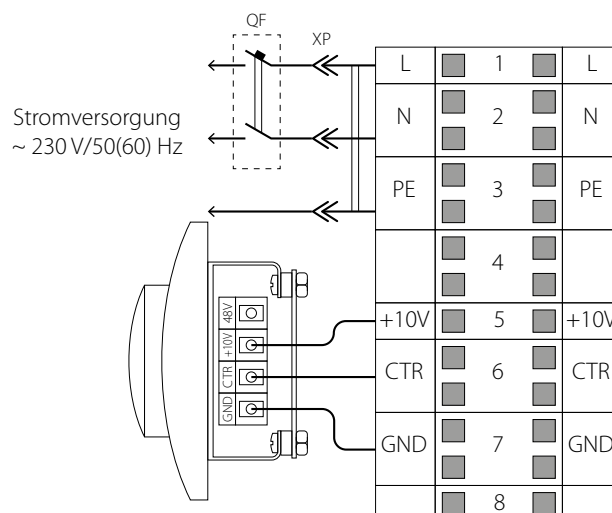 QF
XP
Stromversorgung
~ 230 V/50(60) Hz
L 1 L
N 2 N
PE 3 PE
4
+10V 5 +10V
CTR 6 CTR
GND 7 GND
8
48V
+10V
CTR
GND